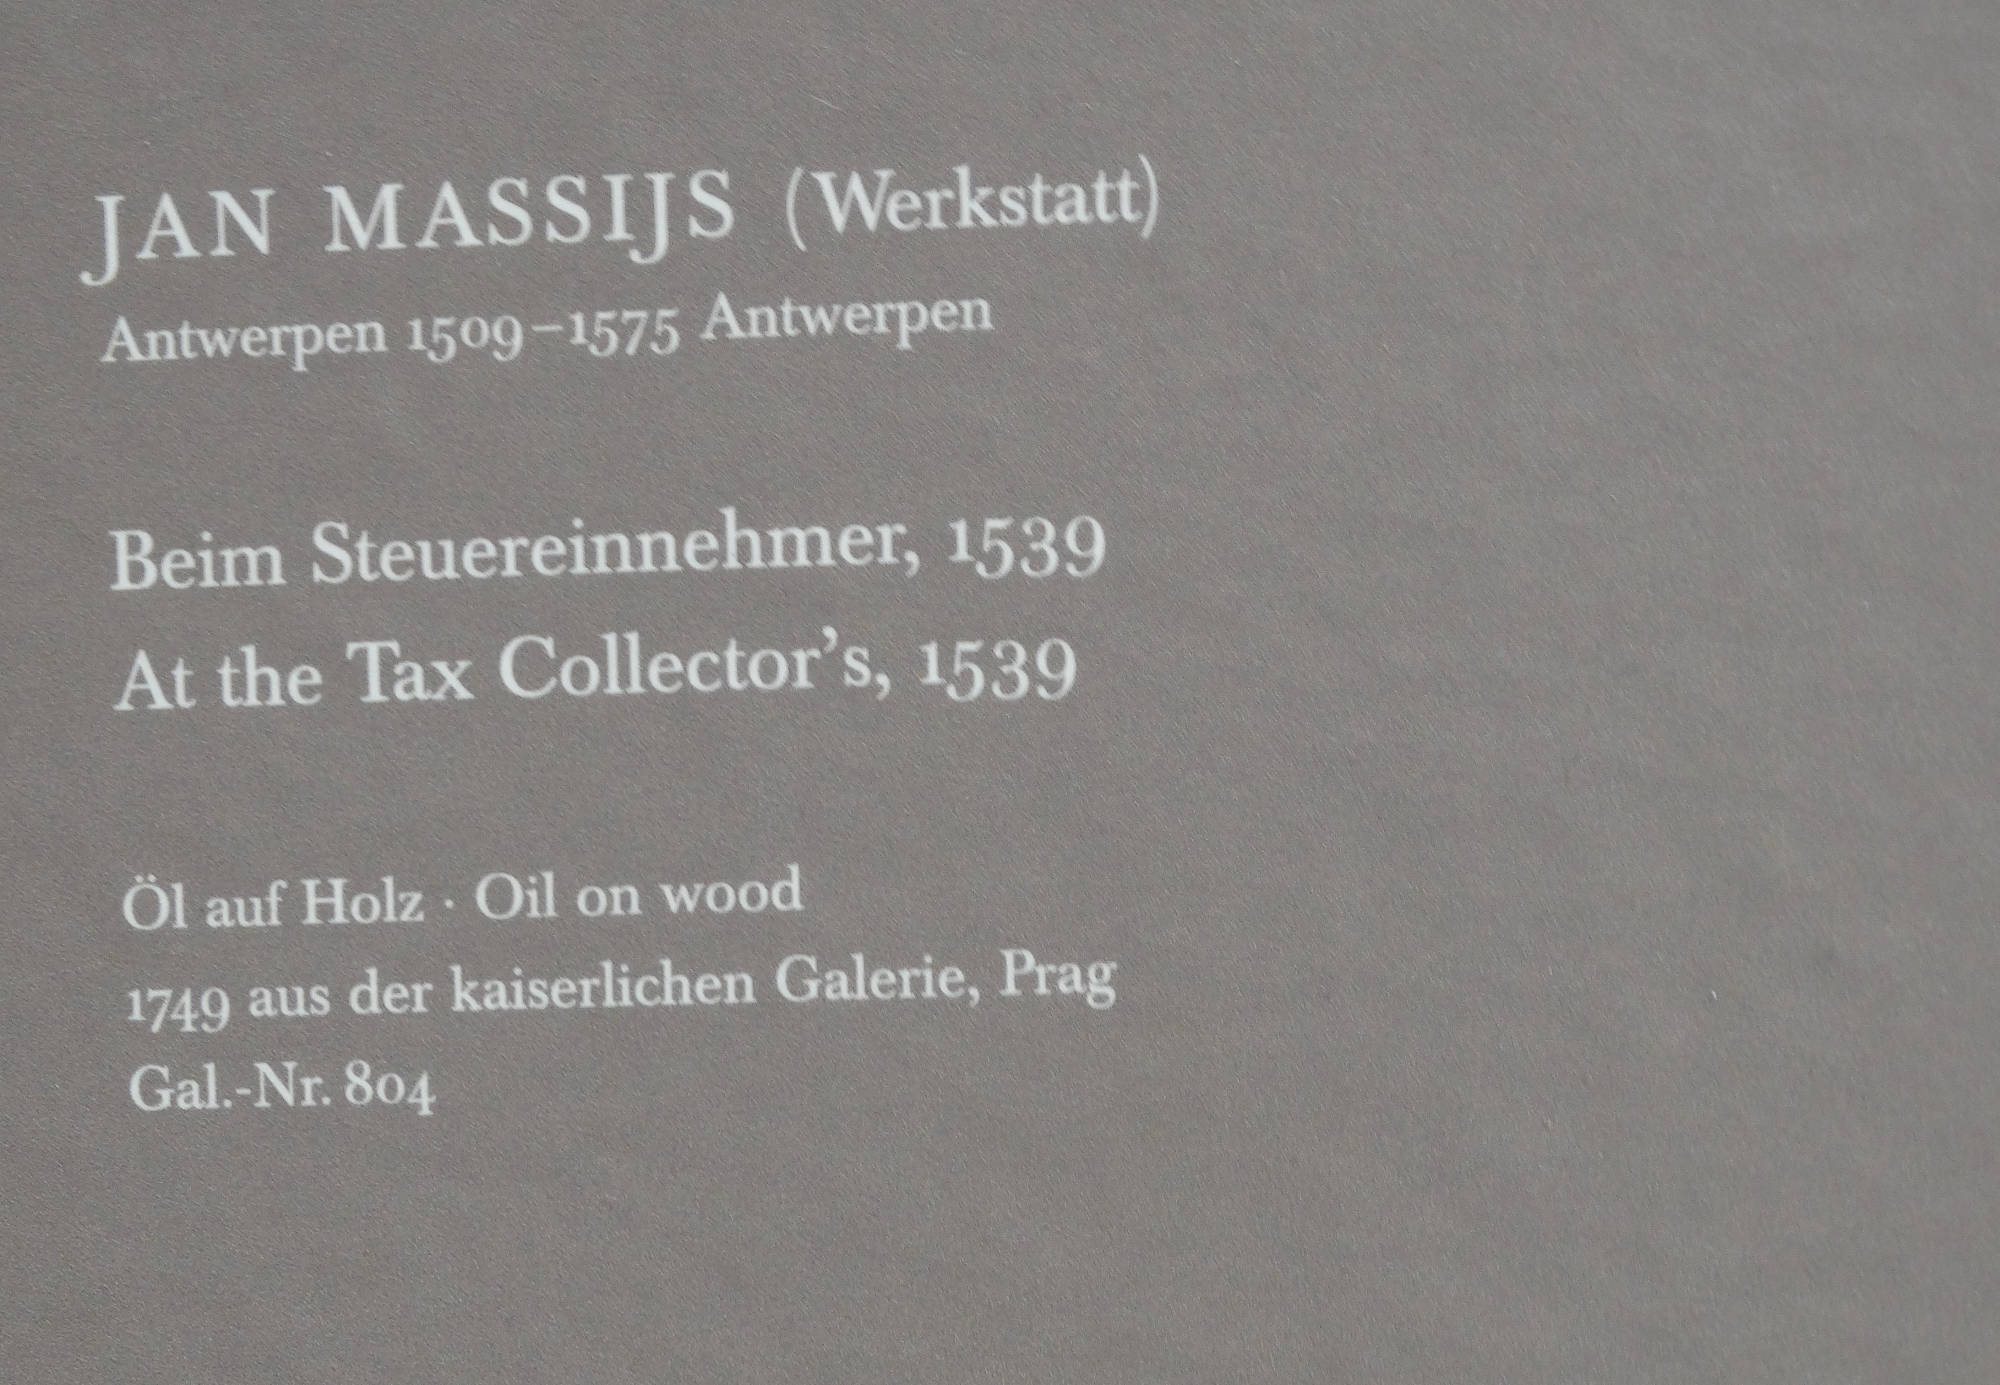 JAN MASSIJS (Werkstatt)
Antwerpen 1509–1575 Antwerpen
Beim Steuereinnehmer, 1539
At the Tax Collector’s, 1539
Öl auf Holz · Oil on wood
1749 aus der kaiserlichen Galerie, Prag
Gal.-Nr. 804